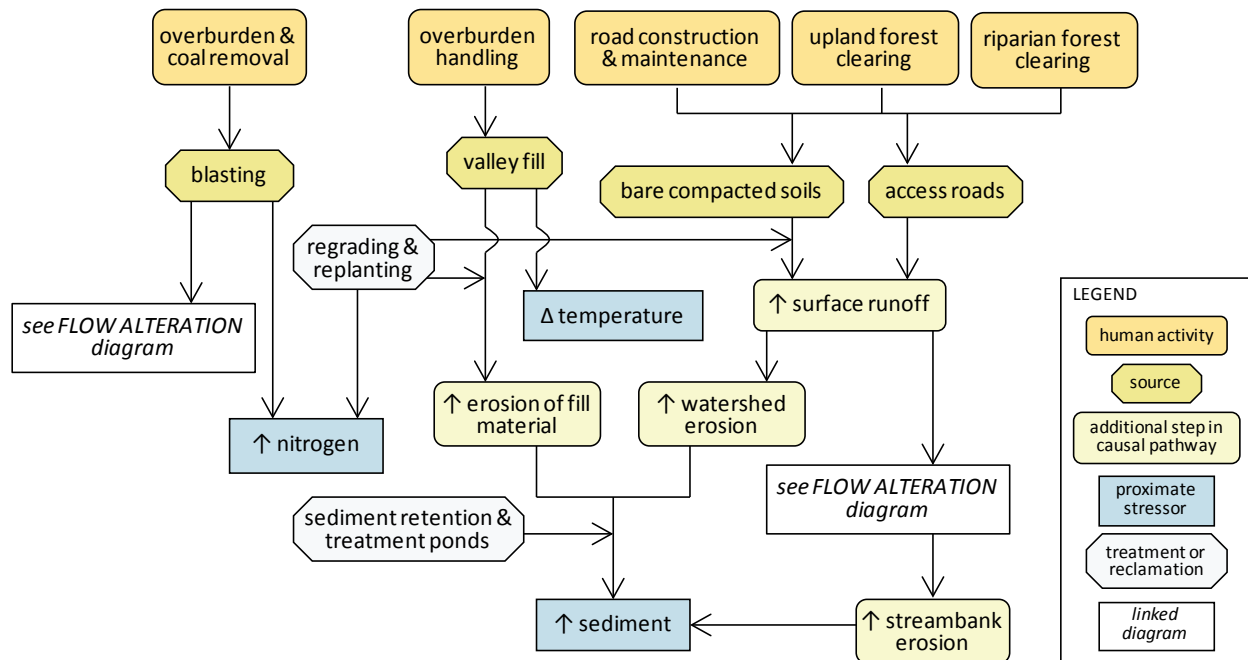 overburden &
coal removal
overburden
handling
road construction
& maintenance
upland forest
clearing
riparian forest
clearing
blasting
valley fill
bare compacted soils
access roads
regrading &
replanting
see FLOW ALTERATION
diagram
Δ temperature
↑ surface runoff
↑ erosion of fill
material
↑ watershed
erosion
↑ nitrogen
see FLOW ALTERATION
diagram
sediment retention &
treatment ponds
↑ sediment
↑ streambank
erosion
LEGEND
human activity
source
additional step in
causal pathway
proximate
stressor
treatment or
reclamation
linked
diagram